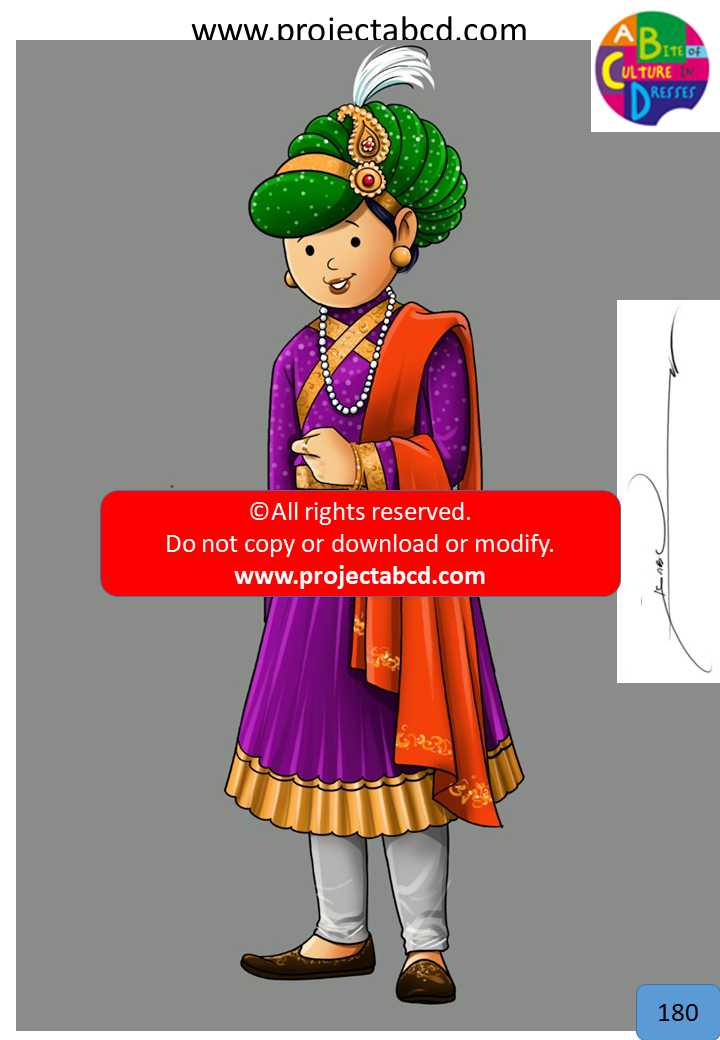 www.projectabcd.com
A BITE OF
CULTURE IN
DRESSES
©All rights reserved.
Do not copy or download or modify.
www.projectabcd.com
180